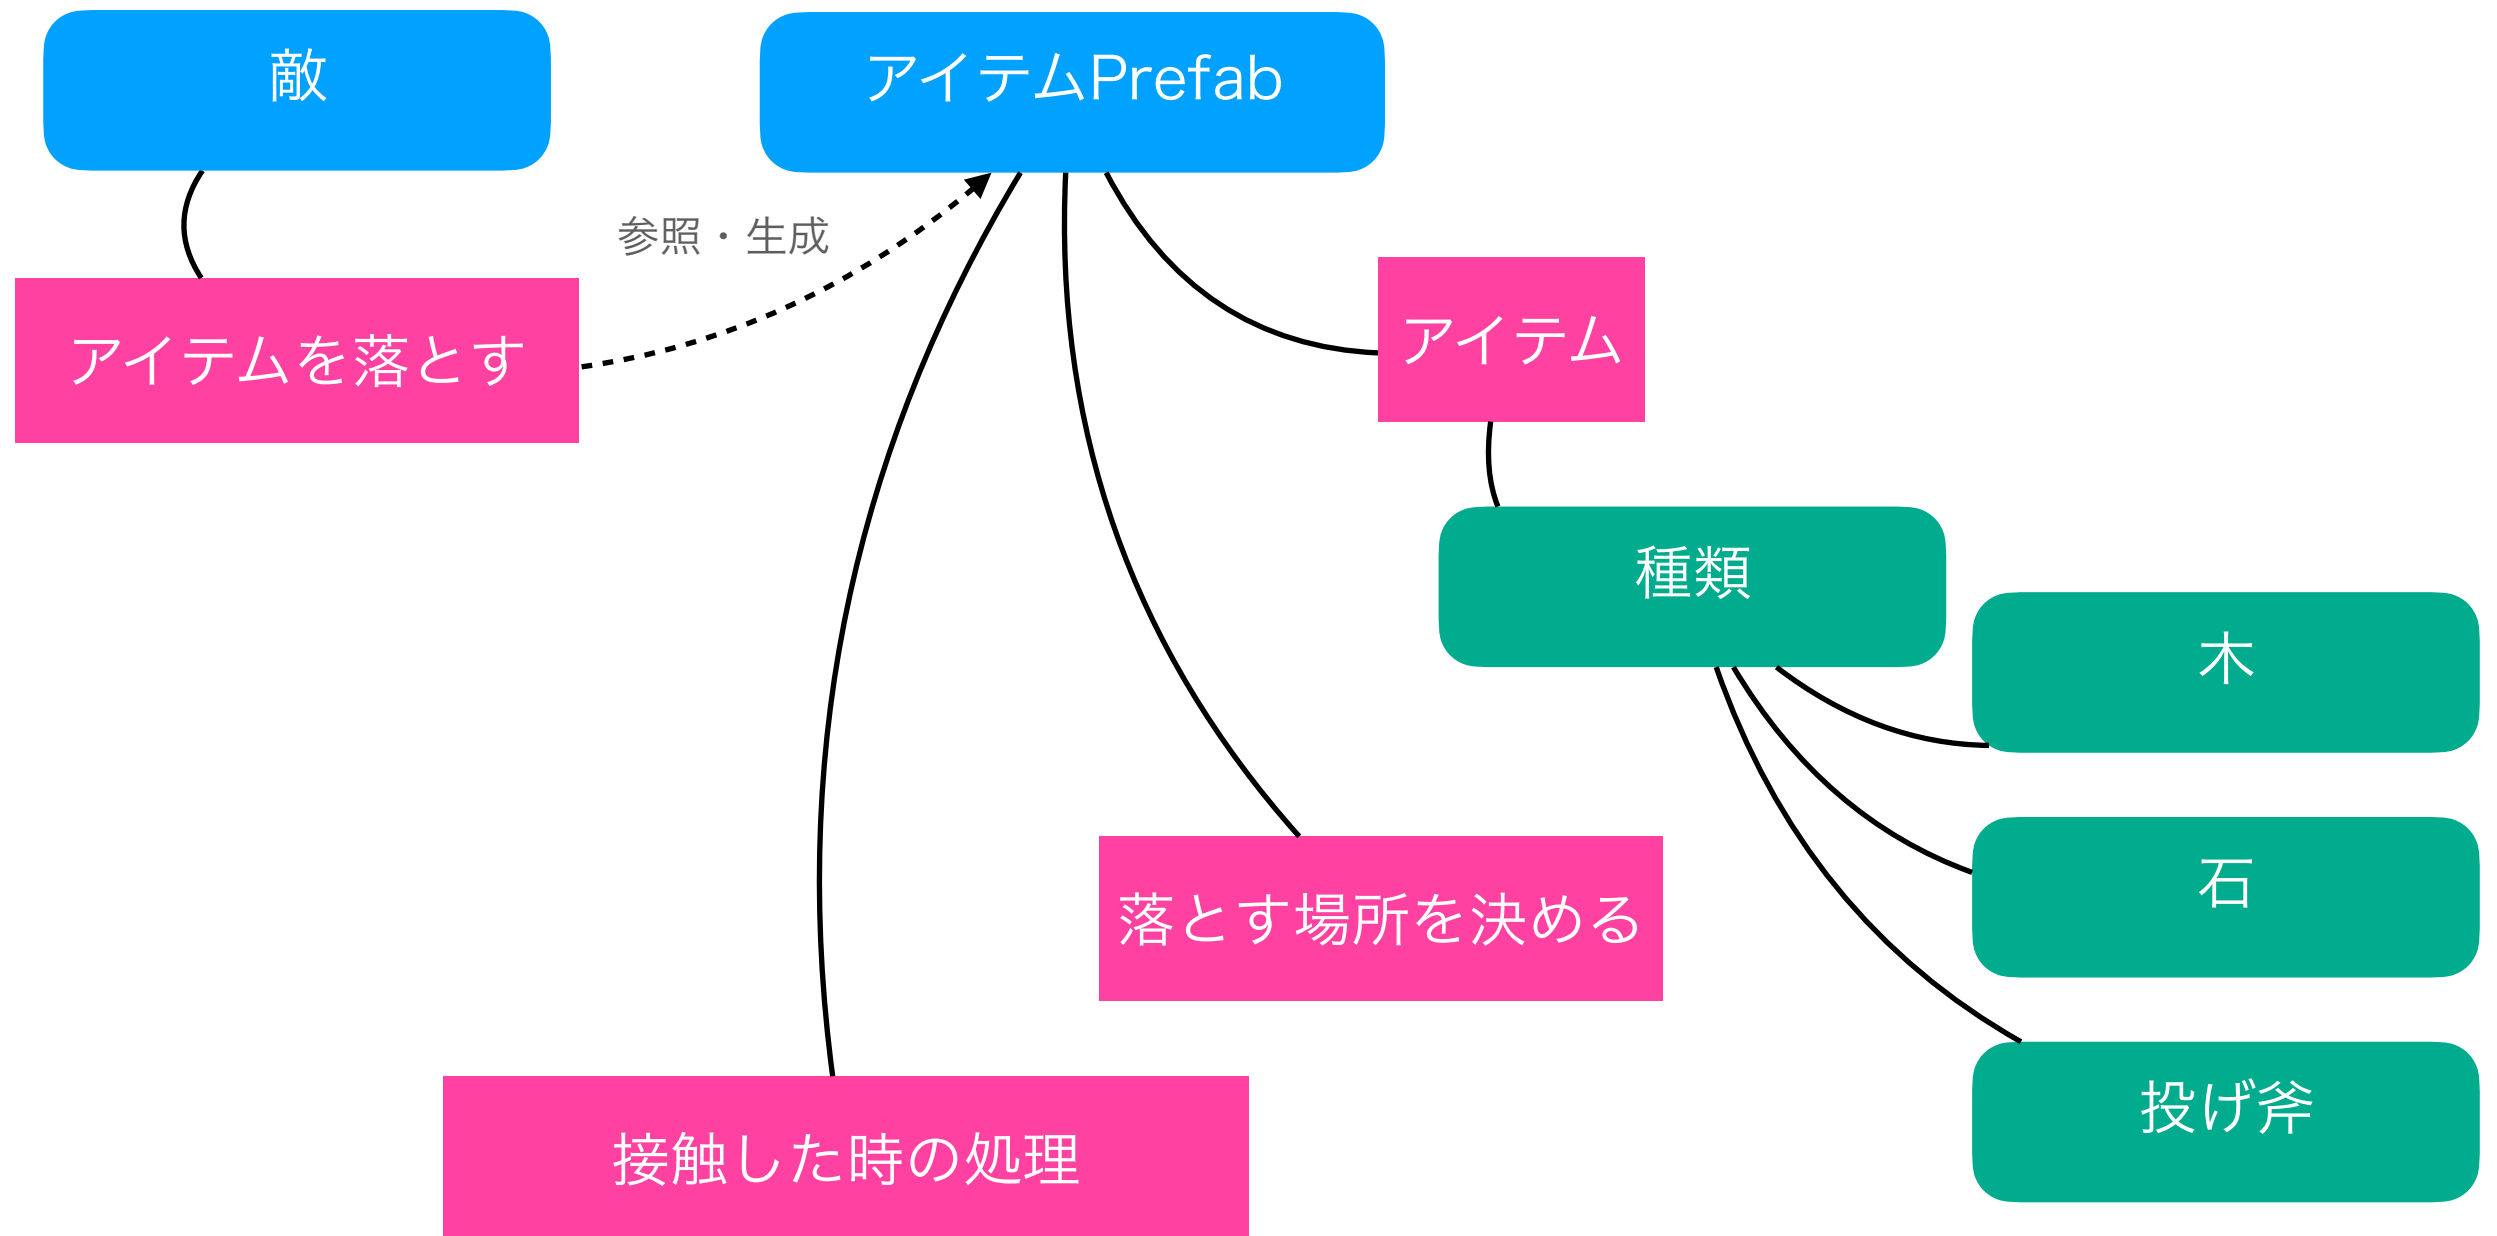 敵
アイテムPrefab
参照・生成
アイテムを落とす
アイテム
種類
木
石
落とす場所を決める
投げ斧
接触した時の処理